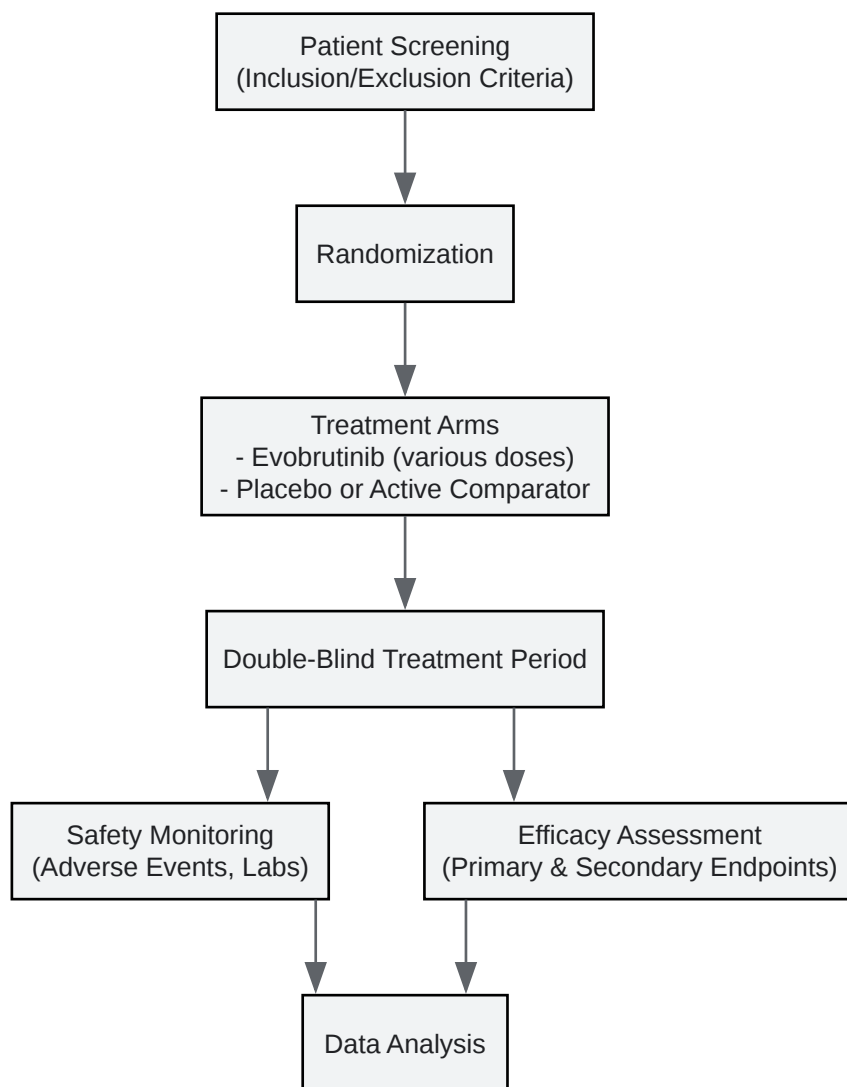 Patient Screening
(Inclusion/Exclusion Criteria)
Randomization
Treatment Arms
- Evobrutinib (various doses)
- Placebo or Active Comparator
Double-Blind Treatment Period
Safety Monitoring
(Adverse Events, Labs)
Efficacy Assessment
(Primary & Secondary Endpoints)
Data Analysis